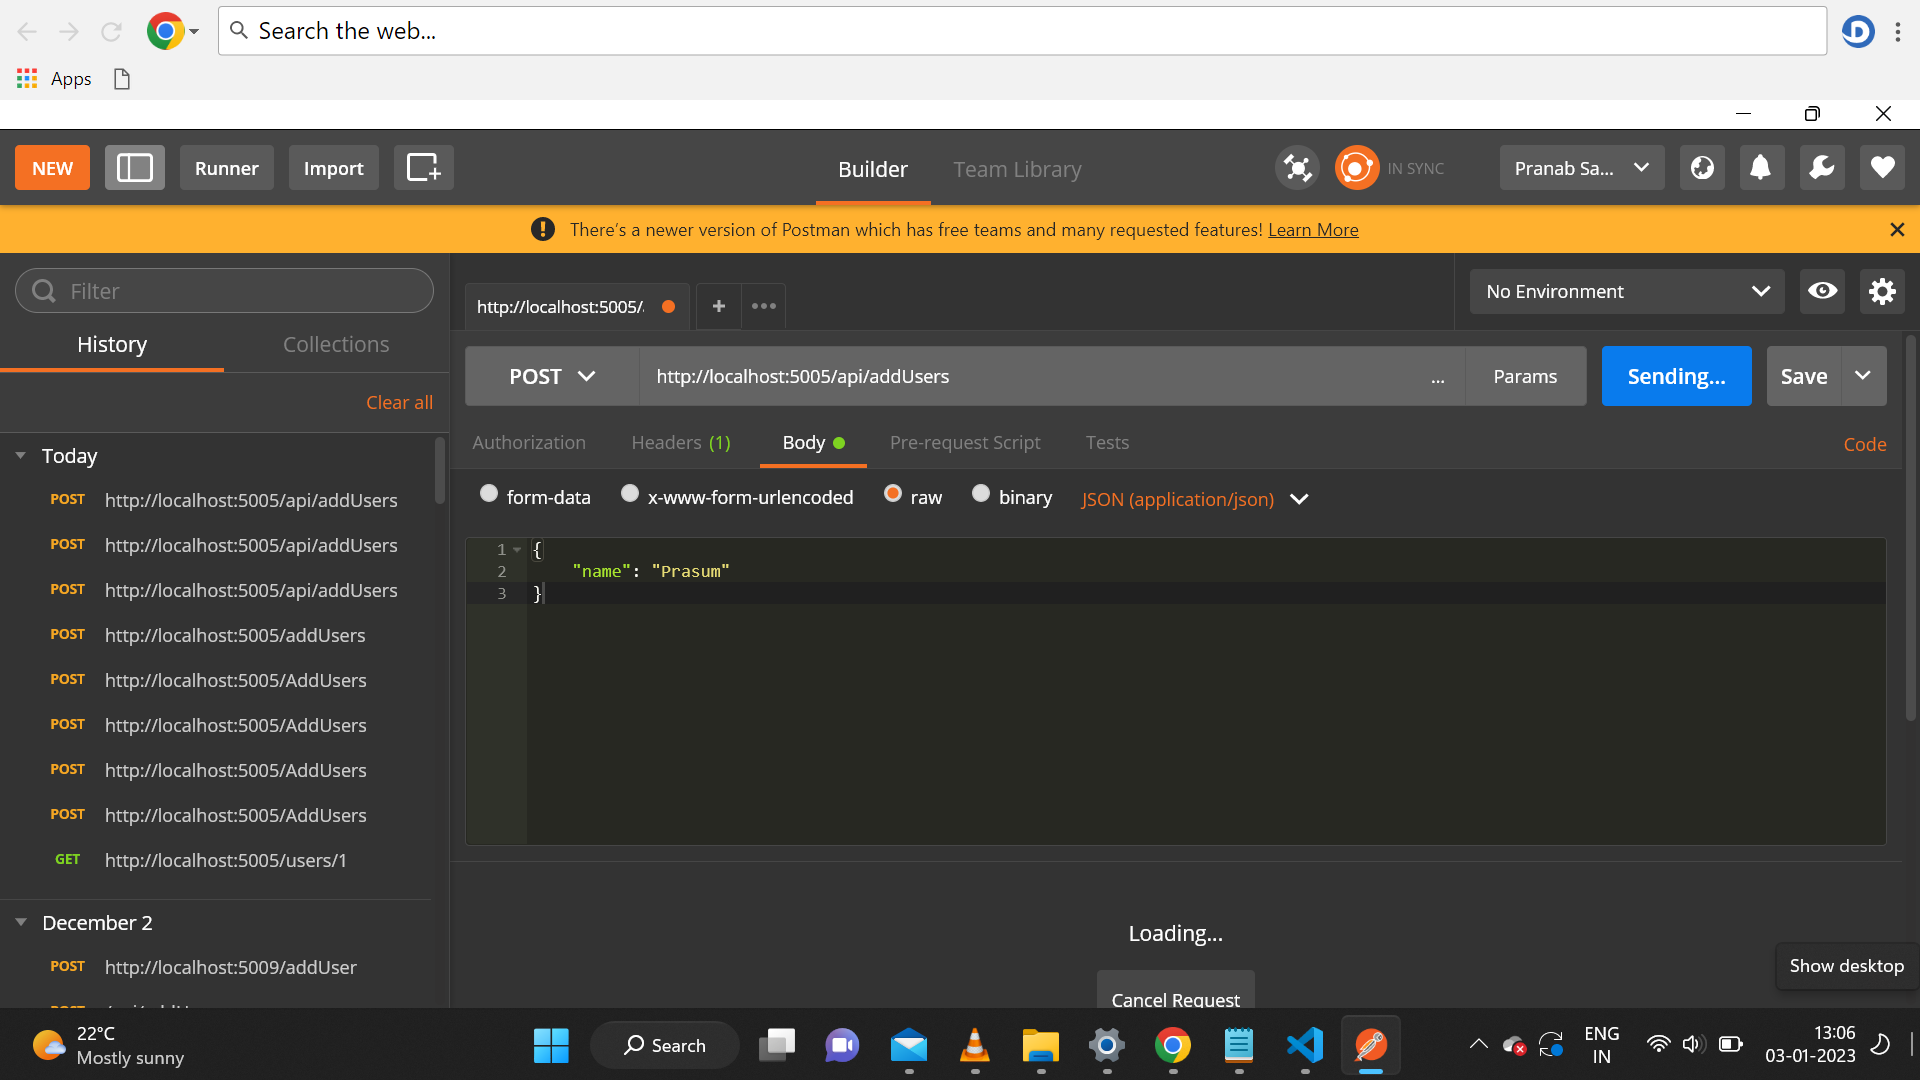 Search the web...
Apps
NEW
Runner
Import
Builder
Team Library
IN SYNC
Pranab Sa...
There's a newer version of Postman which has free teams and many requested features! Learn More
Filter
History
Collections
Clear all
Today
POST http://localhost:5005/api/addUsers
POST http://localhost:5005/api/addUsers
POST http://localhost:5005/api/addUsers
POST http://localhost:5005/addUsers
POST http://localhost:5005/AddUsers
POST http://localhost:5005/AddUsers
POST http://localhost:5005/AddUsers
POST http://localhost:5005/AddUsers
GET http://localhost:5005/users/1
December 2
POST http://localhost:5009/addUser
http://localhost:5005/
No Environment
POST
http://localhost:5005/api/addUsers
...
Params
Sending...
Save
Authorization
Headers (1)
Body
Pre-request Script
Tests
Code
form-data
x-www-form-urlencoded
raw
binary
JSON (application/json)
1 {
2 "name": "Prasum"
3 }
Loading...
Cancel Request
Show desktop
22°C
Mostly sunny
Search
ENG
IN
13:06
03-01-2023